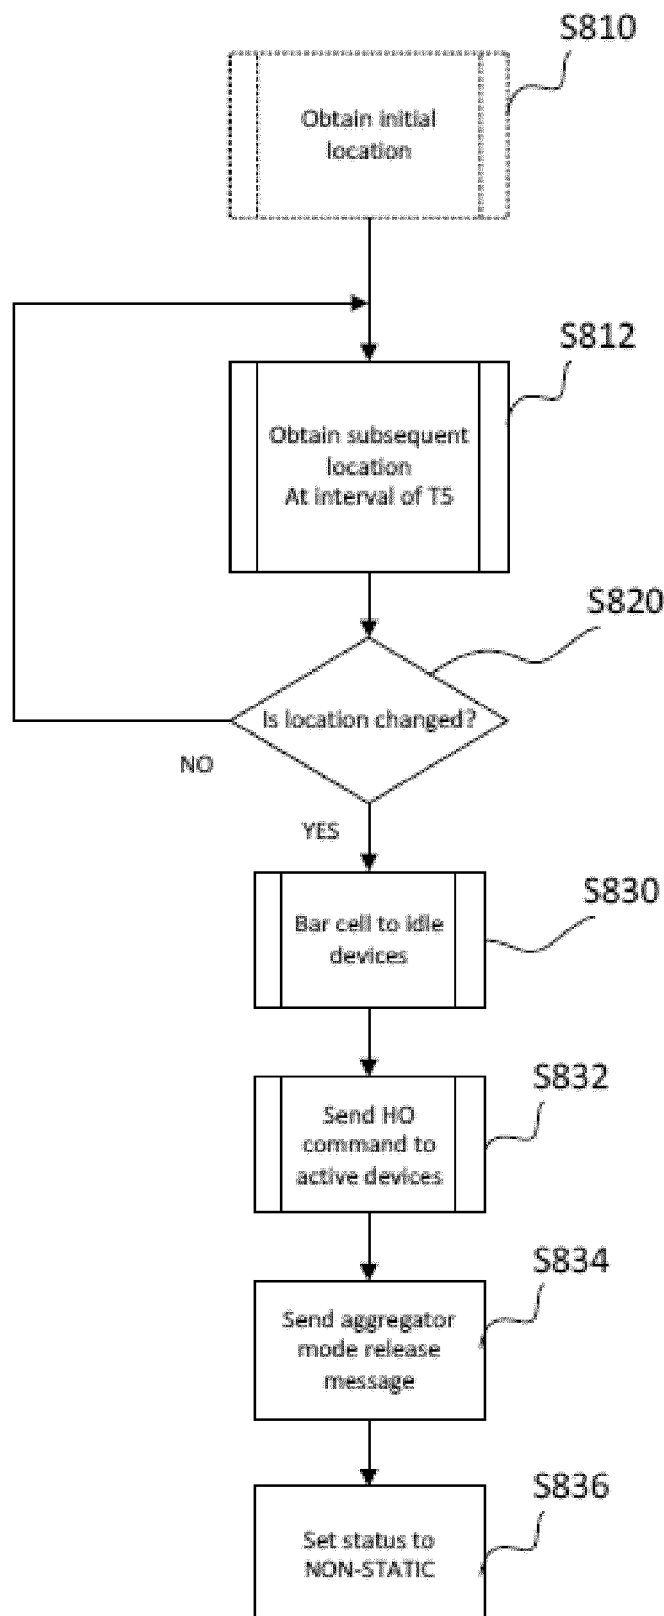 S810
Obtain initial
location
S812
Obtain subsequent
location
At interval of T5
S820
Is location changed?
NO
YES
S830
Bar cell to idle
devices
S832
Send HO
command to
active devices
S834
Send aggregator
mode release
message
S836
Set status to
NON-STATIC